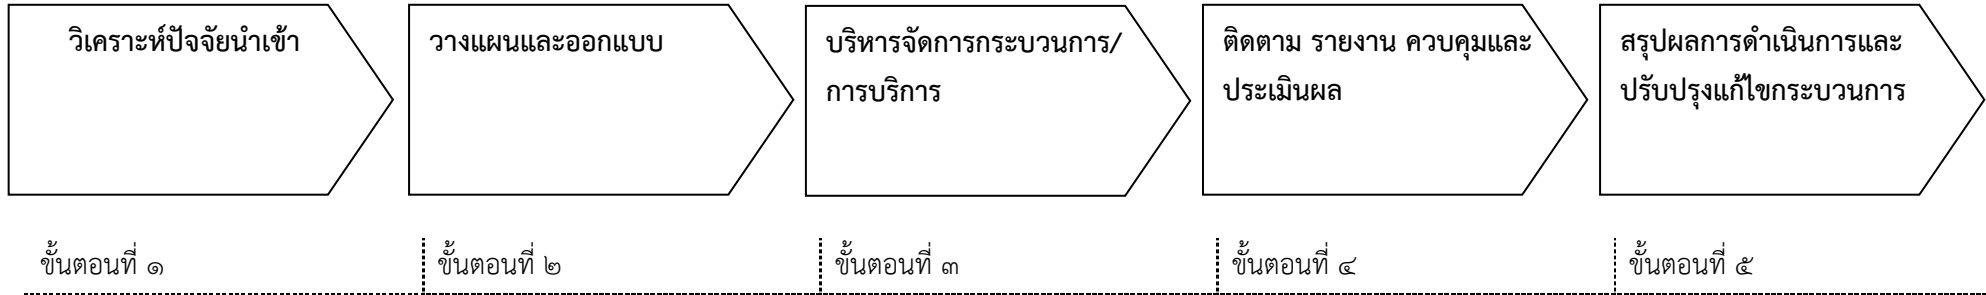 วิเคราะห์ปัจจัยนำเข้า
วางแผนและออกแบบ
บริหารจัดการกระบวนการ/
การบริการ
ติดตาม รายงาน ควบคุมและ
ประเมินผล
สรุปผลการดำเนินการและ
ปรับปรุงแก้ไขกระบวนการ
ขั้นตอนที่ ๑
ขั้นตอนที่ ๒
ขั้นตอนที่ ๓
ขั้นตอนที่ ๔
ขั้นตอนที่ ๕